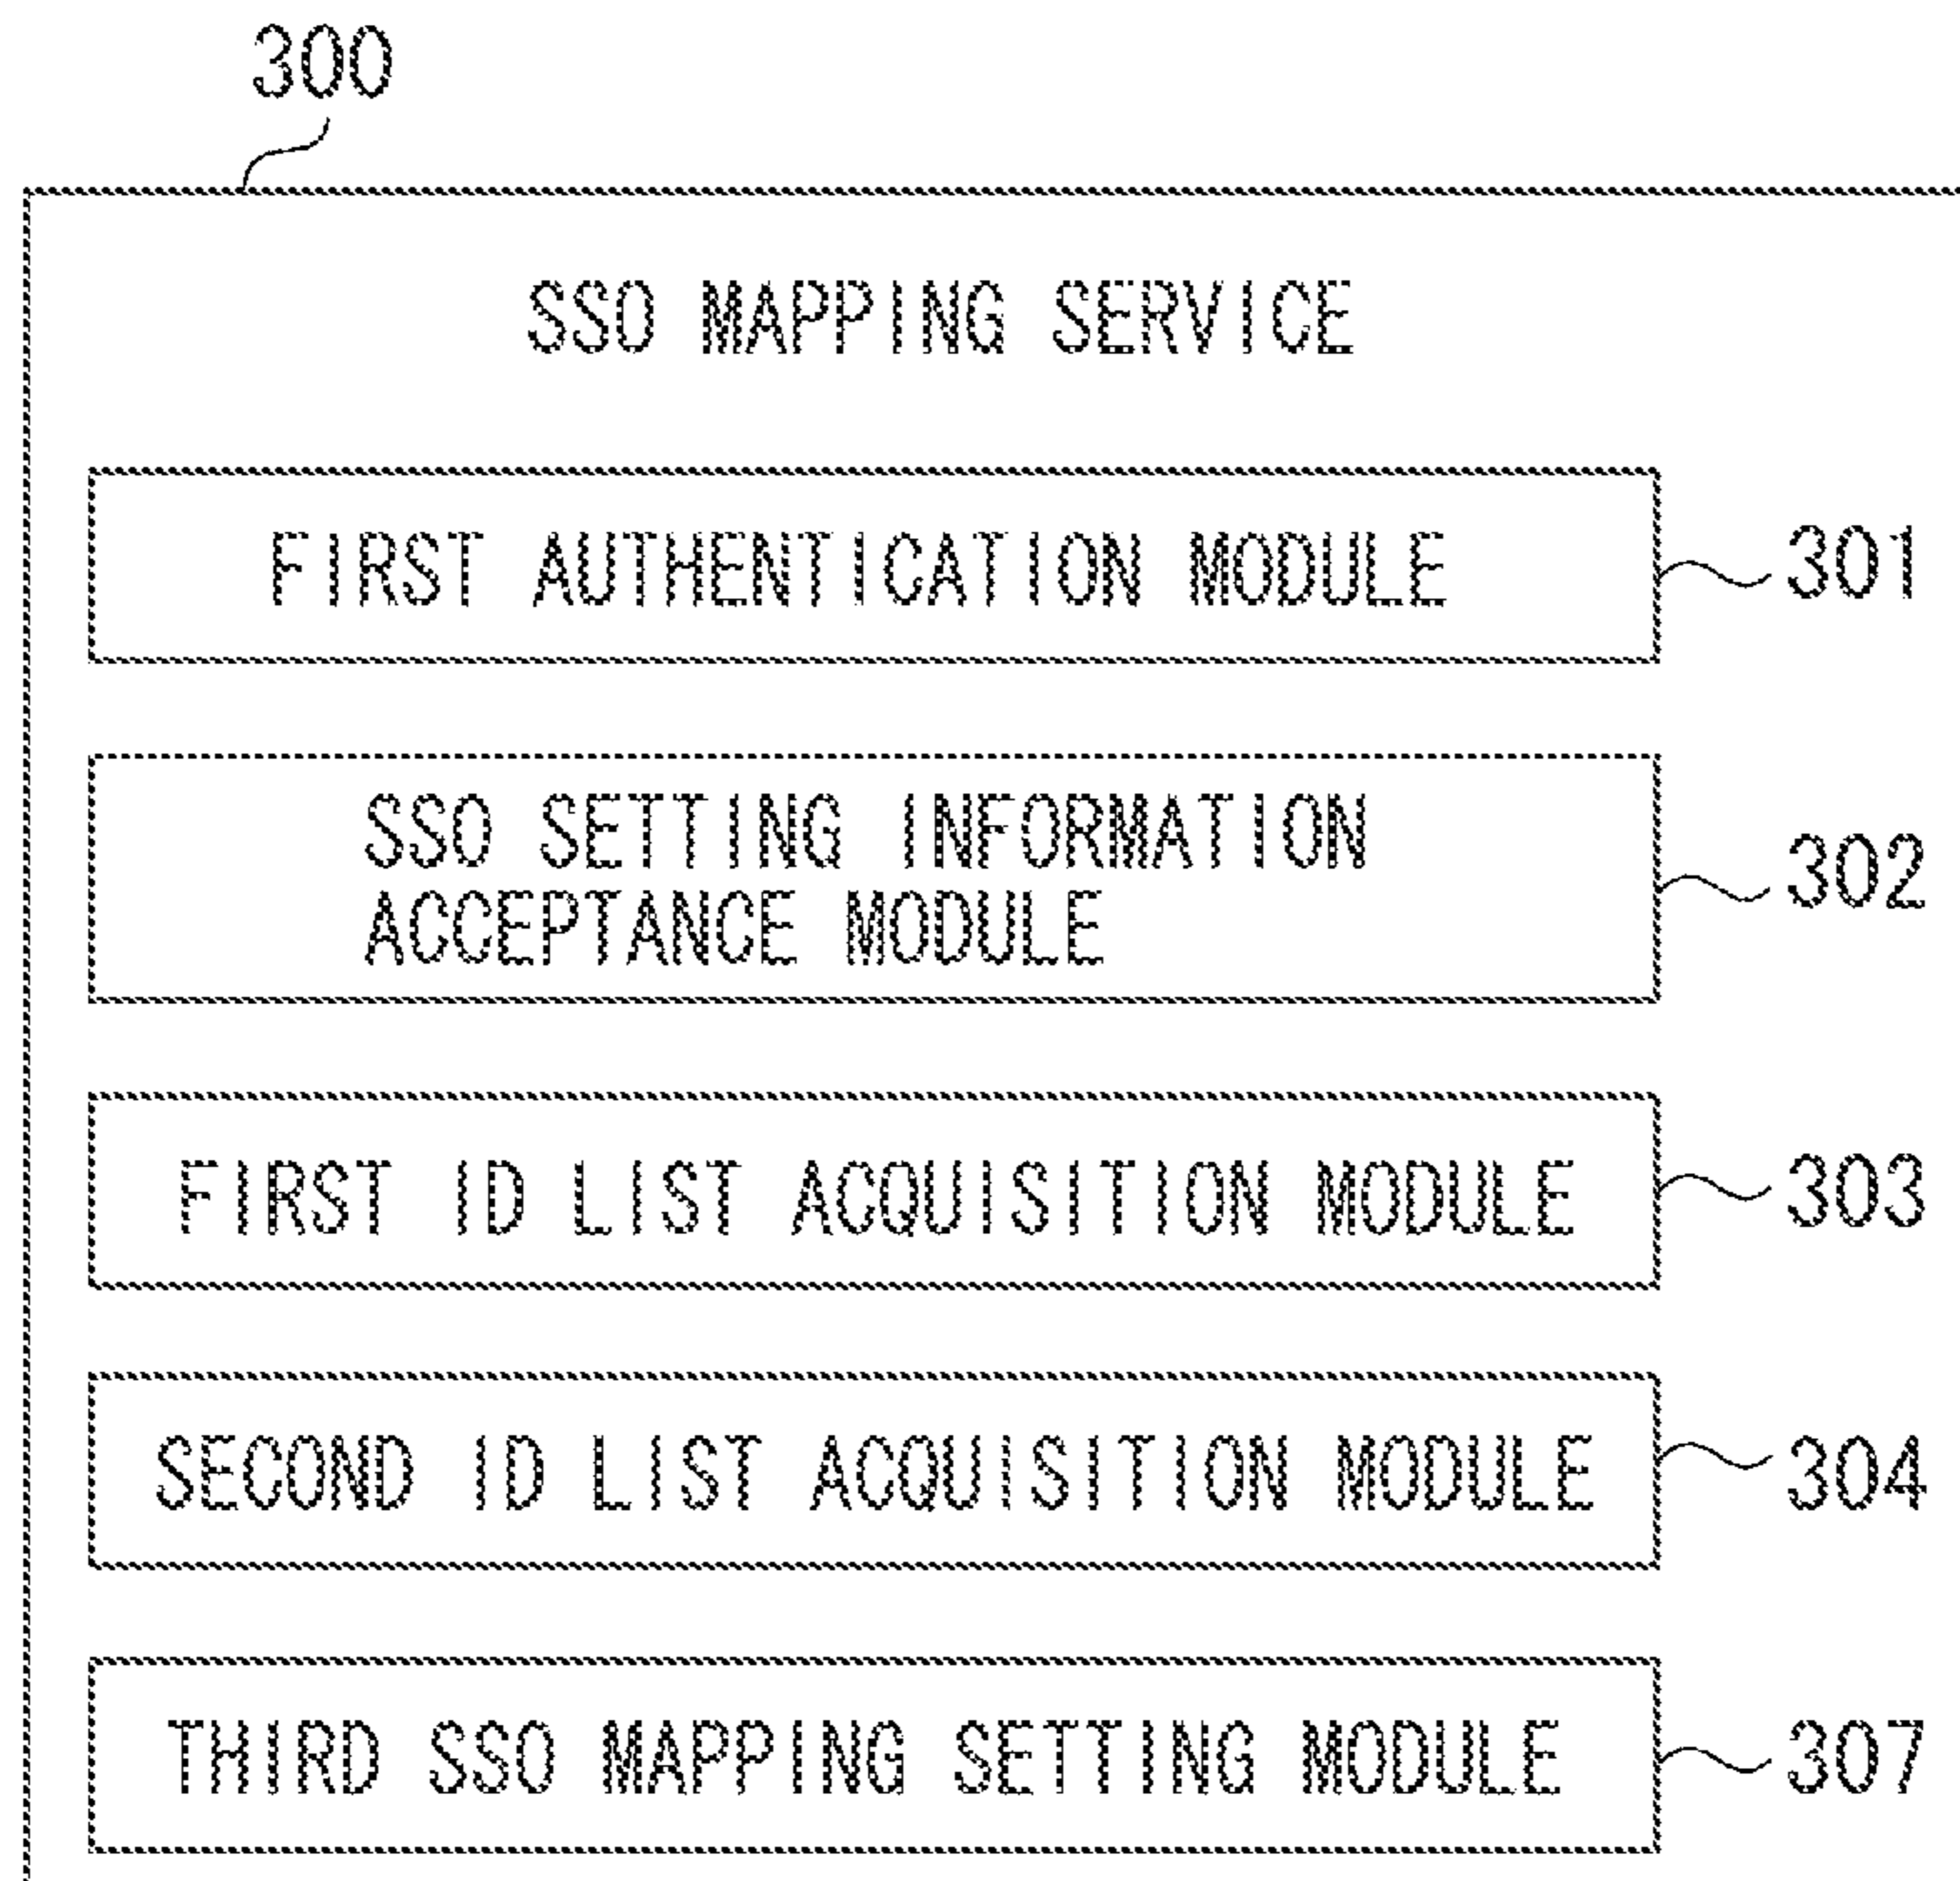 300
SSO MAPPING SERVICE
FIRST AUTHENTICATION MODULE
301
SSO SETTING INFORMATION
ACCEPTANCE MODULE
302
FIRST ID LIST ACQUISITION MODULE
303
SECOND ID LIST ACQUISITION MODULE
304
THIRD SSO MAPPING SETTING MODULE
307